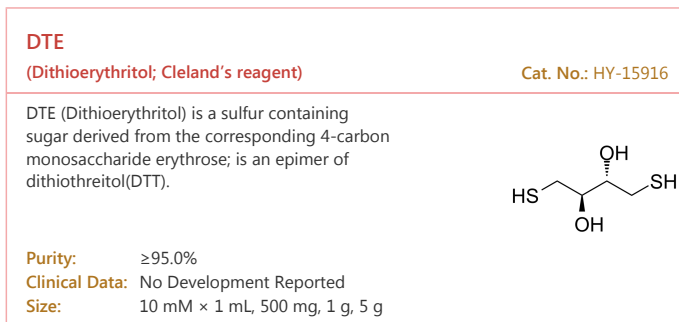 DTE
(Dithioerythritol; Cleland’s reagent) Cat. No.: HY-15916
DTE (Dithioerythritol) is a sulfur containing
sugar derived from the corresponding 4-carbon
monosaccharide erythrose; is an epimer of
dithiothreitol(DTT).
OH
HS
SH
OH
Purity: ≥95.0%
Clinical Data: No Development Reported
Size: 10 mM × 1 mL, 500 mg, 1 g, 5 g